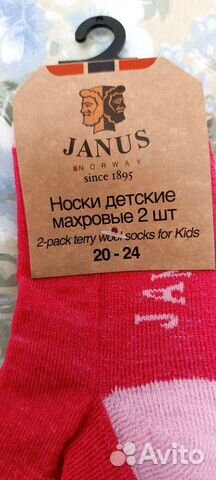 JANUS
NORWAY
since 1895
Носки детские
махровые 2 шт
2-pack terry wool socks for Kids
20 - 24
JAN
Avito